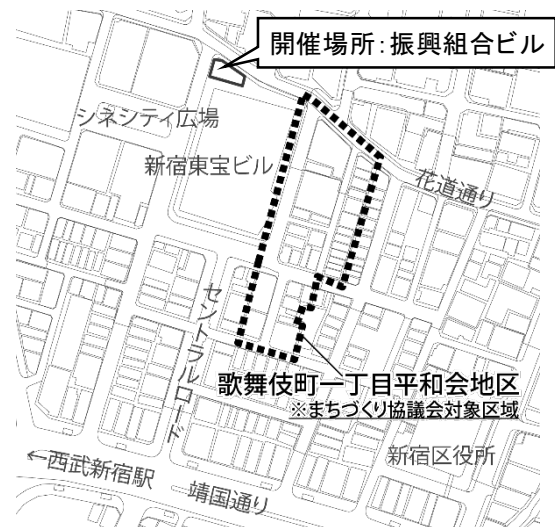 開催場所:振興組合ビル
シネシティ広場
新宿東宝ビル
花道通り
セントラルロード
歌舞伎町一丁目平和会地区
※まちづくり協議会対象区域
新宿区役所
←西武新宿駅
靖国通り